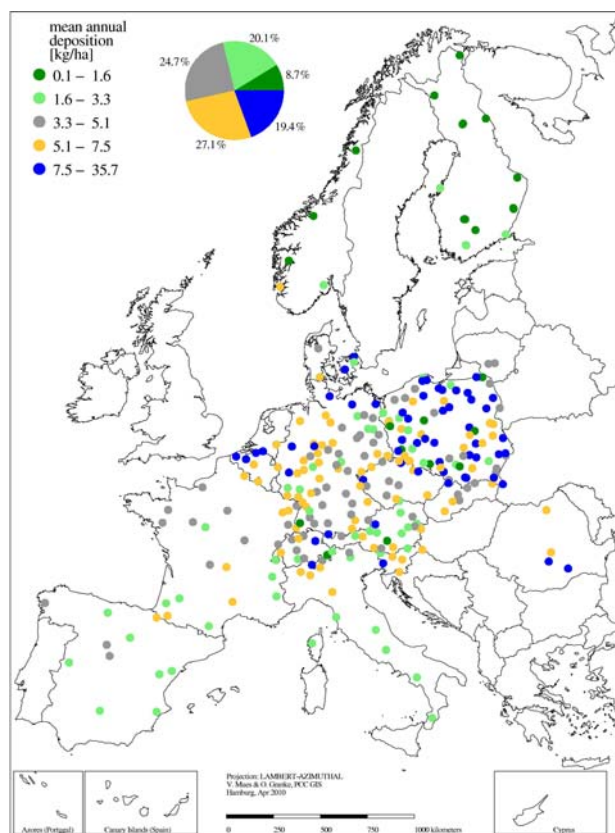 mean annual
deposition
[kg/ha]
0.1 – 1.6
1.6 – 3.3
3.3 – 5.1
5.1 – 7.5
7.5 – 35.7
20.1%
24.7%
8.7%
19.4%
27.1%
Projection: LAMBERT-AZIMUTHAL
V. Mues & O. Granke, PCC GIS
Hamburg, Apr 2010
0 250 500 750 1000 kilometers
Azores (Portugal)
Canary Islands (Spain)
Cyprus